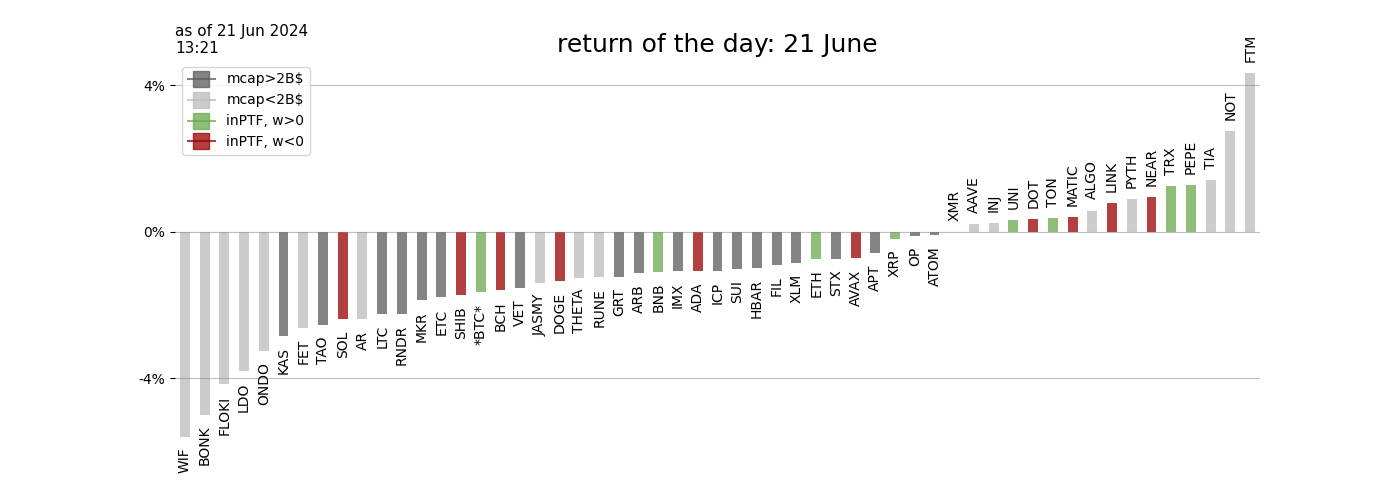 as of 21 Jun 2024
13:21
return of the day: 21 June
mcap>2B$
mcap<2B$
inPTF, w>0
inPTF, w<0
4%
0%
-4%
WIF
BONK
FLOKI
LDO
ONDO
KAS
FET
TAO
SOL
AR
LTC
RNDR
MKR
ETC
SHIB
*BTC*
BCH
VET
JASMY
DOGE
THETA
RUNE
GRT
ARB
BNB
IMX
ADA
ICP
SUI
HBAR
FIL
XLM
ETH
STX
AVAX
APT
XRP
OP
ATOM
XMR
AAVE
INJ
UNI
DOT
TON
MATIC
ALGO
LINK
PYTH
NEAR
TRX
PEPE
TIA
NOT
FTM